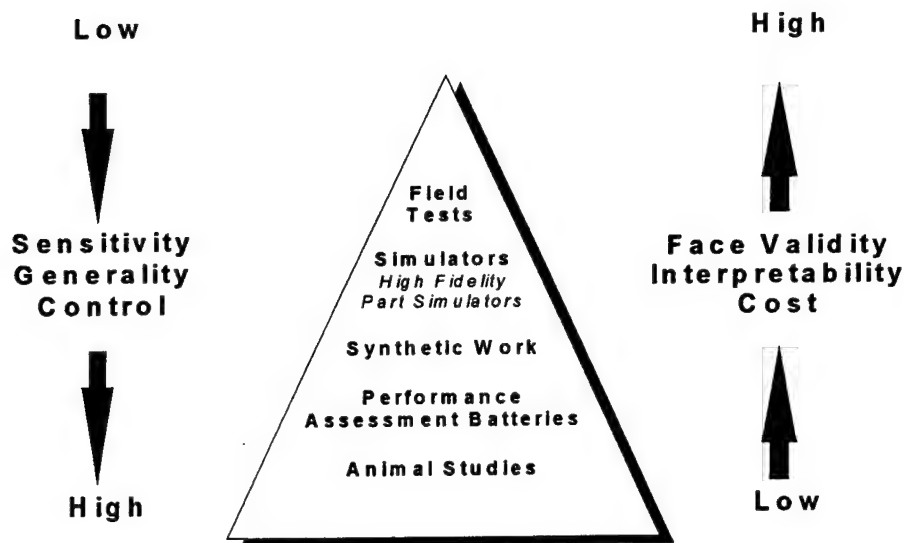 Low
Sensitivity
Generality
Control
High
Field
Tests
Simulators
High Fidelity
Part Simulators
Synthetic Work
Performance
Assessment Batteries
Animal Studies
High
Face Validity
Interpretability
Cost
Low